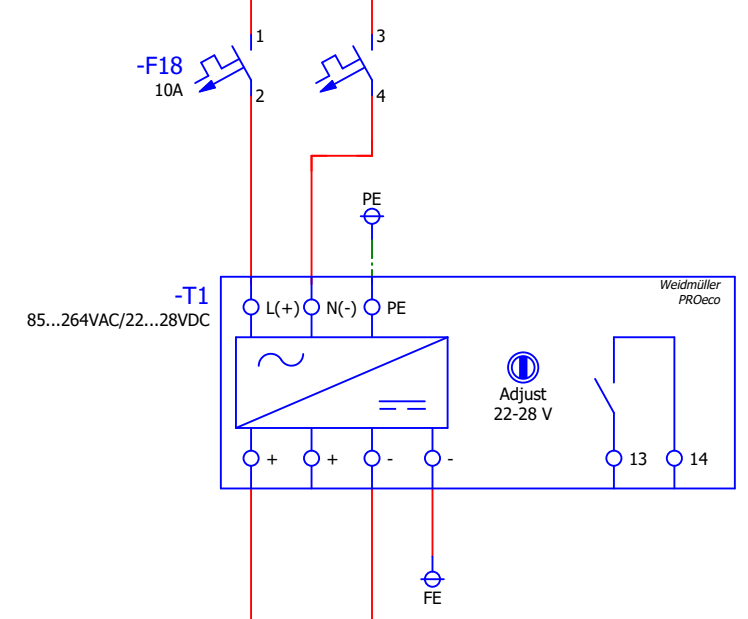 1
3
-F18
10A
2
4
PE
Weidmüller
PROeco
-T1
85...264VAC/22...28VDC
L(+)
N(-)
PE
Adjust
22-28 V
+
+
-
-
13
14
FE